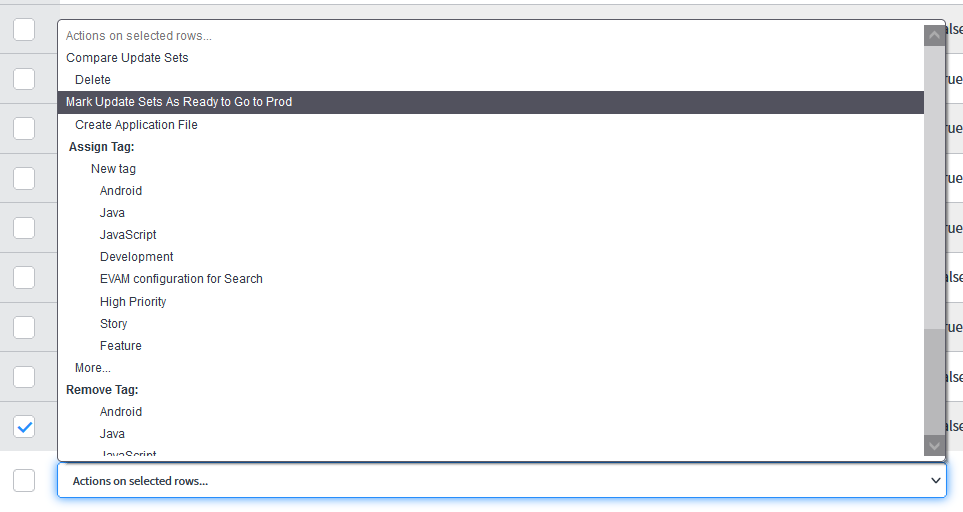 Actions on selected rows...
Compare Update Sets
Delete
Mark Update Sets As Ready to Go to Prod
Create Application File
Assign Tag:
New tag
Android
Java
JavaScript
Development
EVAM configuration for Search
High Priority
Story
Feature
More...
Remove Tag:
Android
Java
JavaScript
Actions on selected rows...
alse
rue
rue
rue
rue
alse
rue
alse
alse